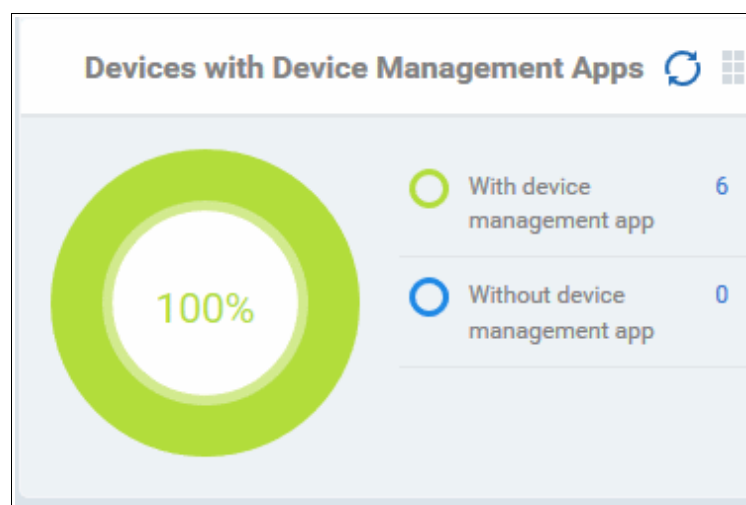 Devices with Device Management Apps
100%
With device 6
management app
Without device 0
management app